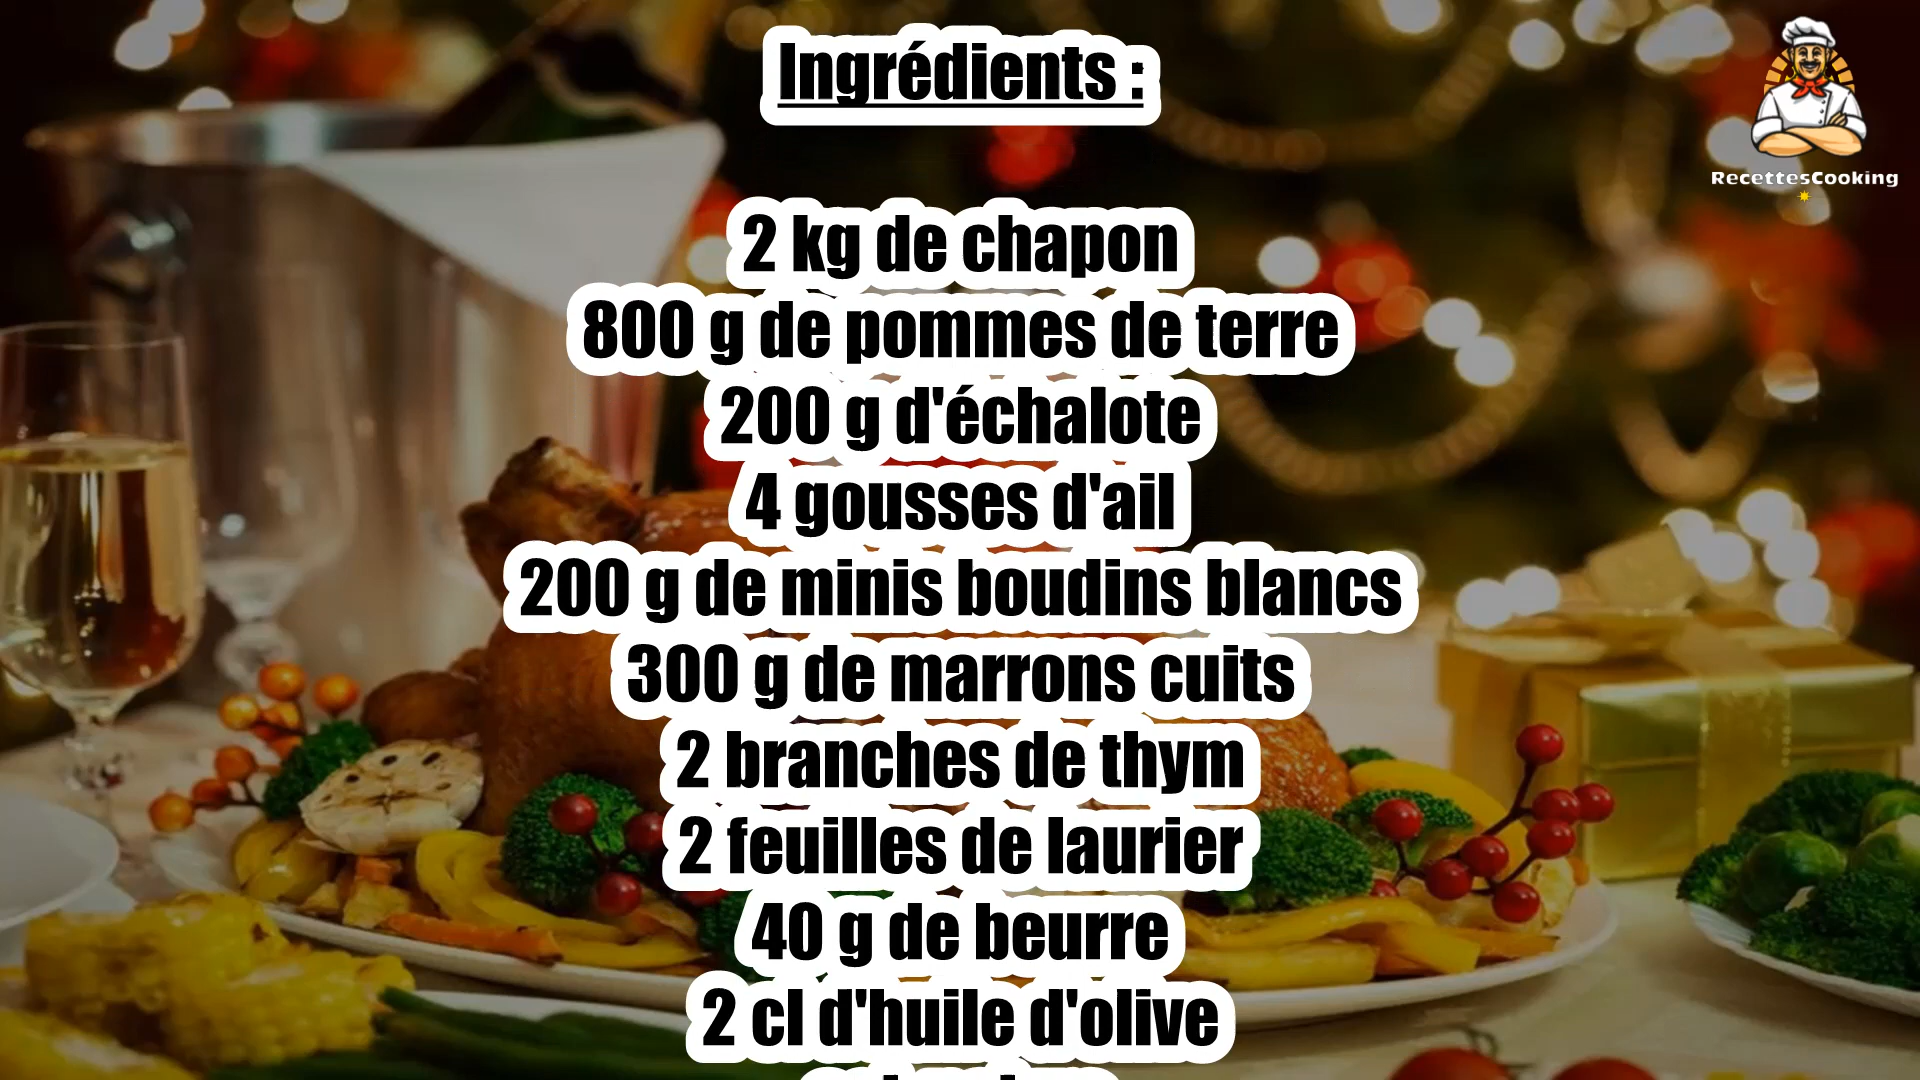 Ingrédients :
RecettesCooking
2 kg de chapon
800 g de pommes de terre
200 g d'échalote
4 gousses d'ail
200 g de minis boudins blancs
300 g de marrons cuits
2 branches de thym
2 feuilles de laurier
40 g de beurre
2 cl d'huile d'olive